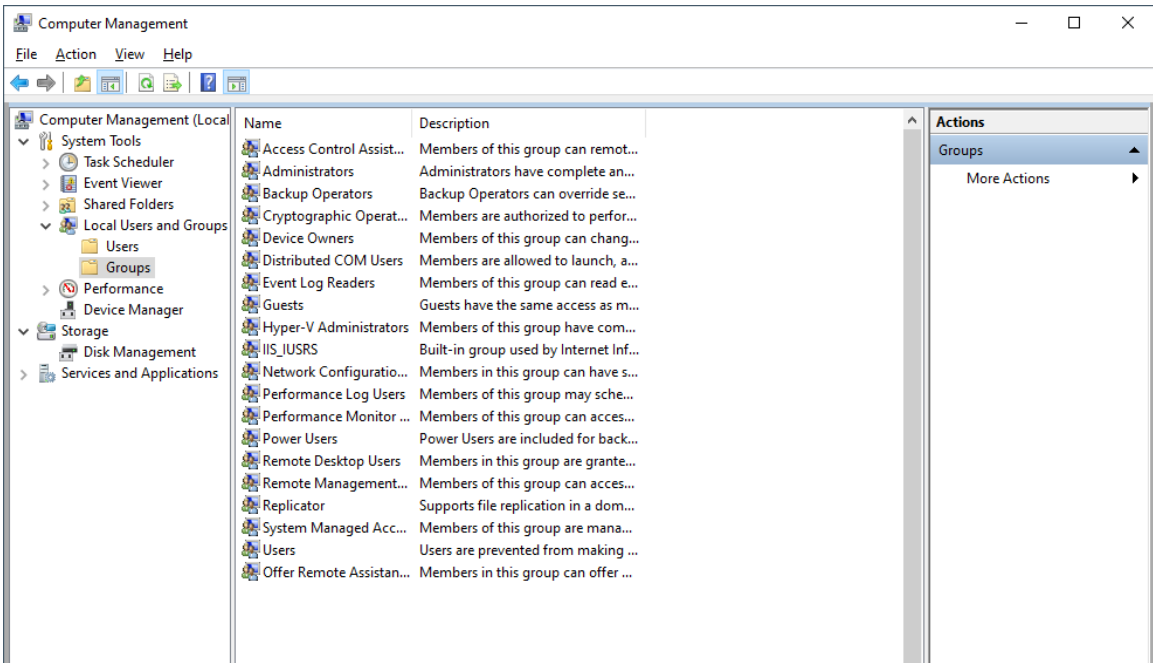 Computer Management
File Action View Help
Computer Management (Local
System Tools
Task Scheduler
Event Viewer
Shared Folders
Local Users and Groups
Users
Groups
Performance
Device Manager
Storage
Disk Management
Services and Applications
Name Description
Access Control Assist... Members of this group can remot...
Administrators Administrators have complete an...
Backup Operators Backup Operators can override se...
Cryptographic Operat... Members are authorized to perfor...
Device Owners Members of this group can chang...
Distributed COM Users Members are allowed to launch, a...
Event Log Readers Members of this group can read e...
Guests Guests have the same access as m...
Hyper-V Administrators Members of this group have com...
IIS_IUSRS Built-in group used by Internet Inf...
Network Configuratio... Members in this group can have s...
Performance Log Users Members of this group may sche...
Performance Monitor ... Members of this group can acces...
Power Users Power Users are included for back...
Remote Desktop Users Members in this group are grante...
Remote Management... Members of this group can acces...
Replicator Supports file replication in a dom...
System Managed Acc... Members of this group are mana...
Users Users are prevented from making ...
Offer Remote Assistan... Members in this group can offer ...
Actions
Groups
More Actions